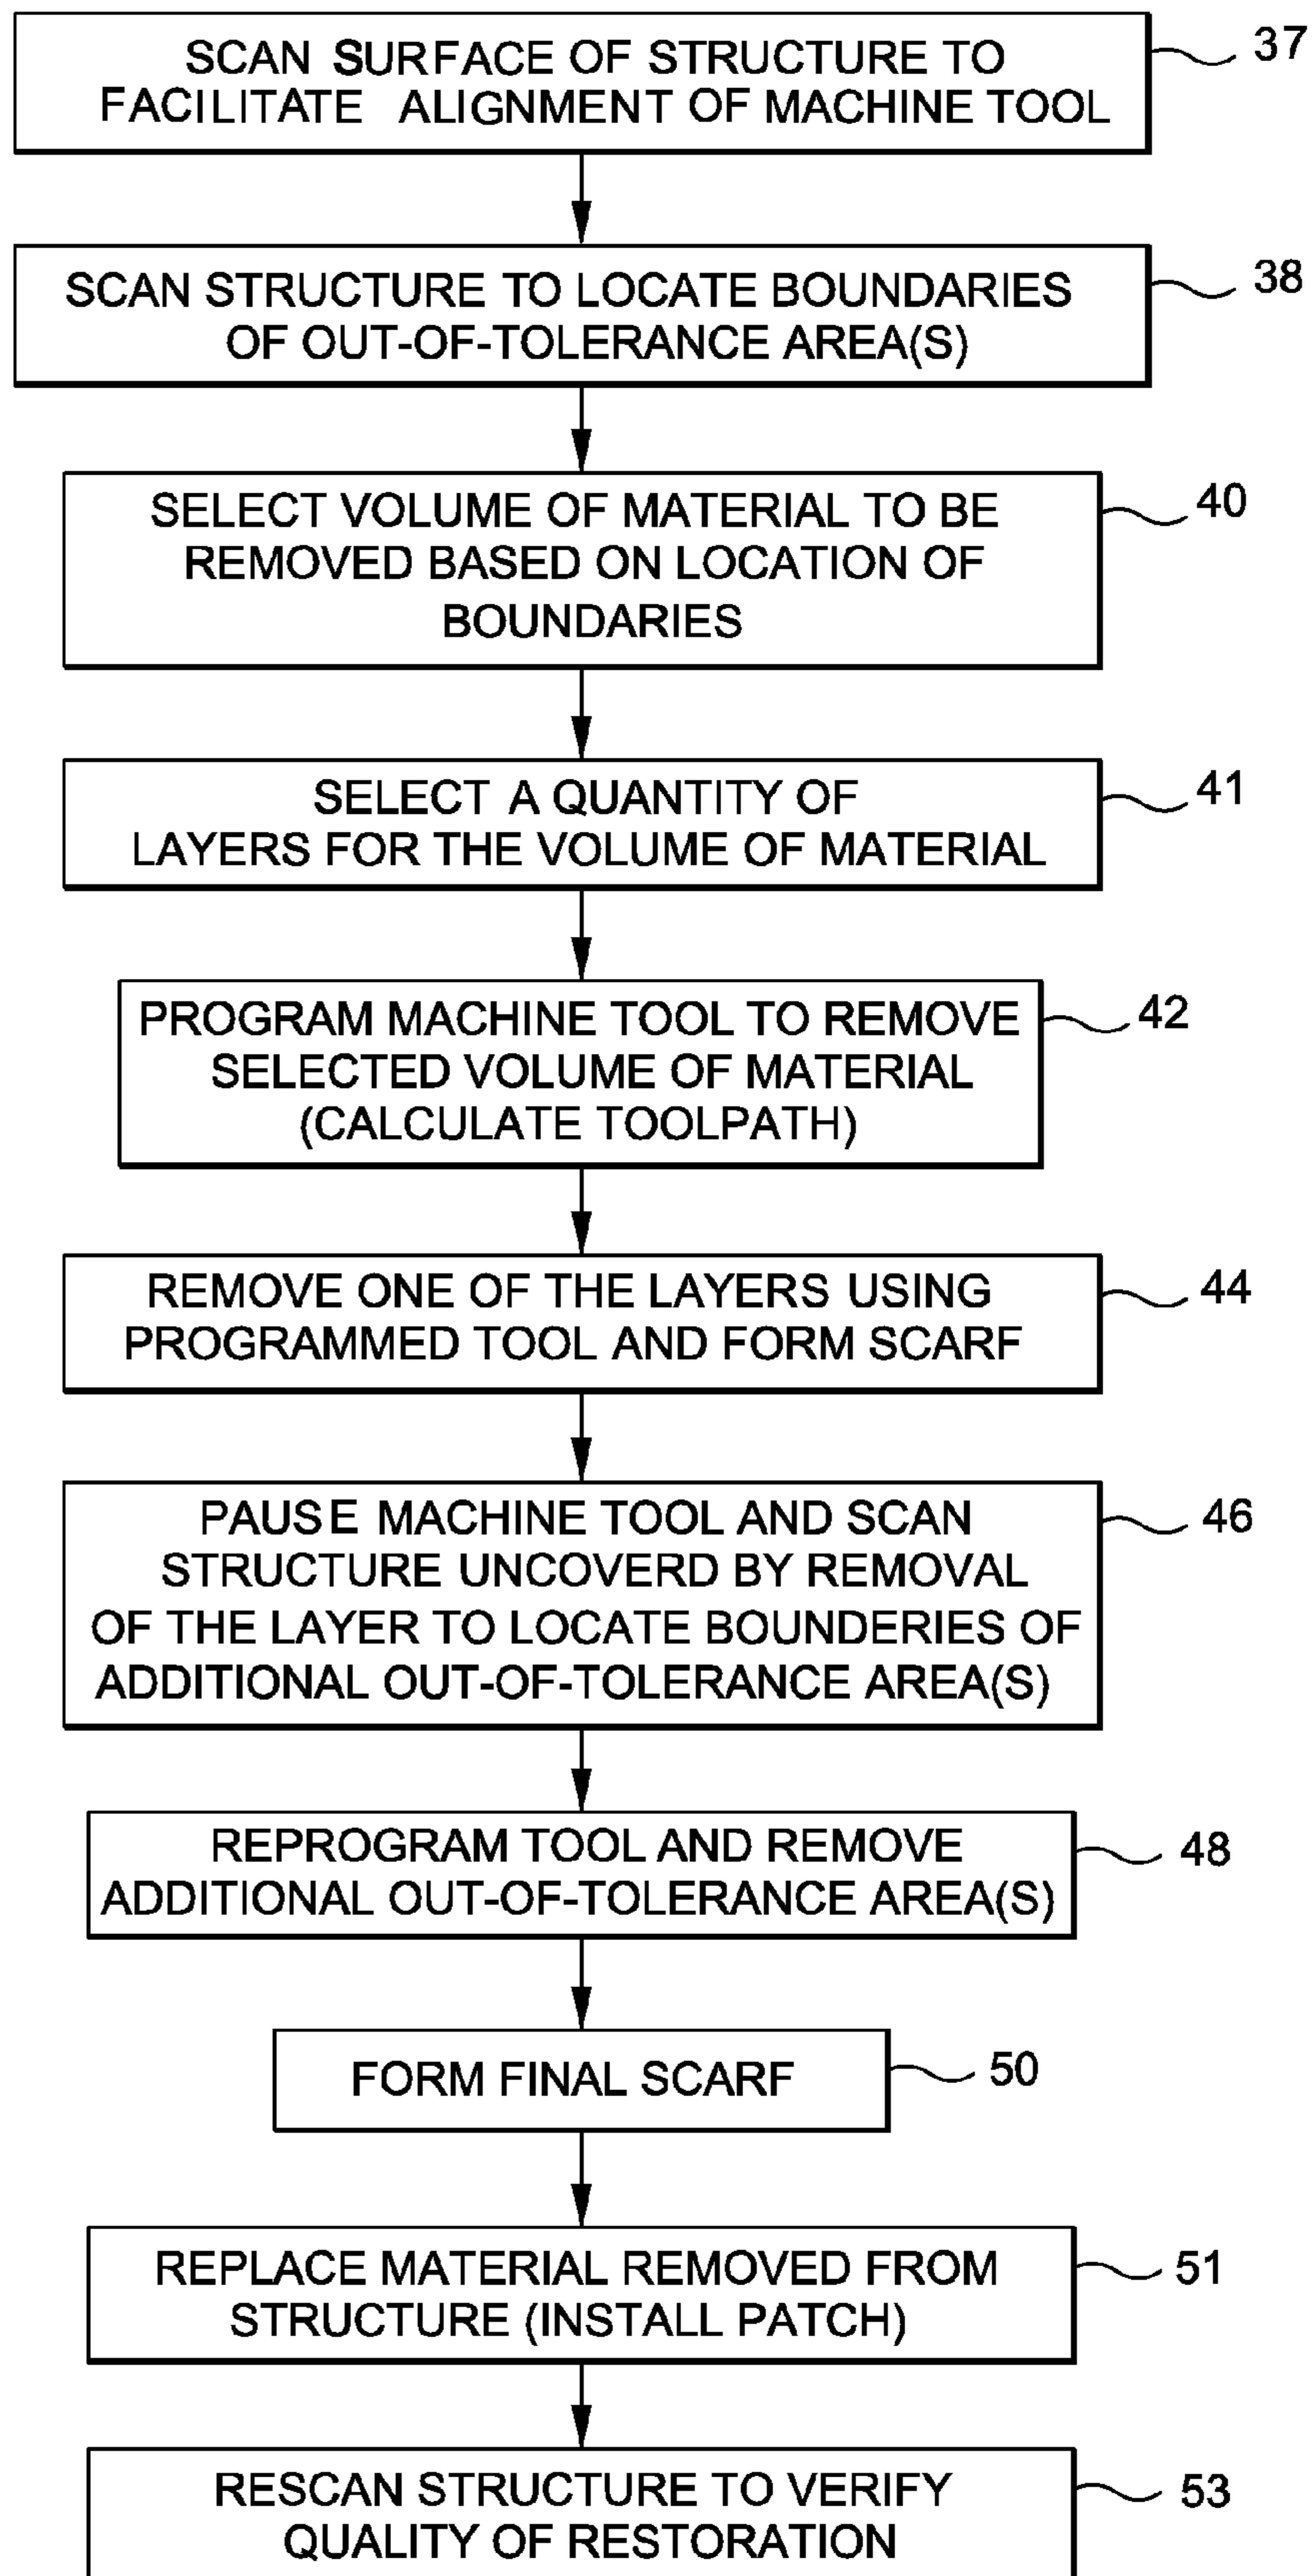 SCAN SURFACE OF STRUCTURE TO
FACILITATE ALIGNMENT OF MACHINE TOOL
37
SCAN STRUCTURE TO LOCATE BOUNDARIES
OF OUT-OF-TOLERANCE AREA(S)
38
SELECT VOLUME OF MATERIAL TO BE
REMOVED BASED ON LOCATION OF
BOUNDARIES
40
SELECT A QUANTITY OF
LAYERS FOR THE VOLUME OF MATERIAL
41
PROGRAM MACHINE TOOL TO REMOVE
SELECTED VOLUME OF MATERIAL
(CALCULATE TOOLPATH)
42
REMOVE ONE OF THE LAYERS USING
PROGRAMMED TOOL AND FORM SCARF
44
PAUSE MACHINE TOOL AND SCAN
STRUCTURE UNCOVERD BY REMOVAL
OF THE LAYER TO LOCATE BOUNDERIES OF
ADDITIONAL OUT-OF-TOLERANCE AREA(S)
46
REPROGRAM TOOL AND REMOVE
ADDITIONAL OUT-OF-TOLERANCE AREA(S)
48
FORM FINAL SCARF
50
REPLACE MATERIAL REMOVED FROM
STRUCTURE (INSTALL PATCH)
51
RESCAN STRUCTURE TO VERIFY
QUALITY OF RESTORATION
53